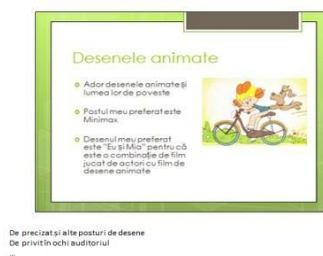 Desenele animate
Ador desenele animate și
lumea lor de poveste
Postul meu preferat este
Minimax
Desenul meu preferat
este "Eu și Mia" pentru că
este o combinație de film
jucat de actori cu film de
desene animate
De precizat și alte posturi de desene
De privit în ochi auditoriul
...